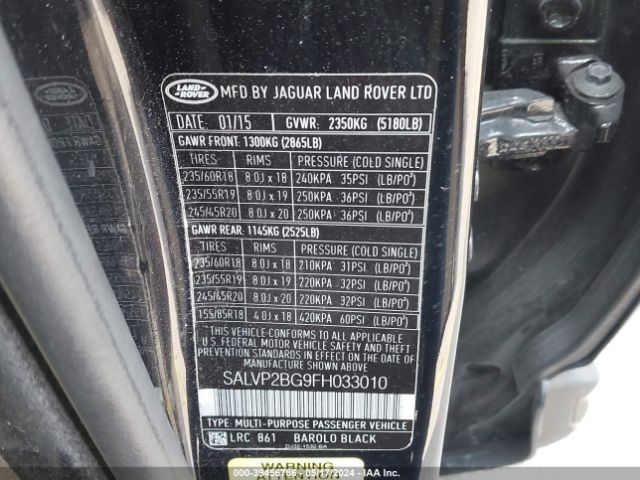 LAND ROVER MFD BY JAGUAR LAND ROVER LTD
DATE: 01/15 GVWR: 2350KG (5180LB)
GAWR FRONT: 1300KG (2865LB)
TIRES RIMS PRESSURE (COLD SINGLE)
235/60R18 8.0J x 18 240KPA 35PSI (LB/PO²)
235/55R19 8.0J x 19 250KPA 36PSI (LB/PO²)
245/45R20 8.0J x 20 250KPA 36PSI (LB/PO²)
GAWR REAR: 1145KG (2525LB)
TIRES RIMS PRESSURE (COLD SINGLE)
235/60R18 8.0J x 18 210KPA 31PSI (LB/PO²)
235/55R19 8.0J x 19 220KPA 32PSI (LB/PO²)
245/45R20 8.0J x 20 220KPA 32PSI (LB/PO²)
155/85R18 4.0J x 18 420KPA 60PSI (LB/PO²)
THIS VEHICLE CONFORMS TO ALL APPLICABLE
U.S. FEDERAL MOTOR VEHICLE SAFETY AND THEFT
PREVENTION STANDARDS IN EFFECT ON THE DATE OF
MANUFACTURE SHOWN ABOVE.
SALVP2BG9FH033010
TYPE: MULTI-PURPOSE PASSENGER VEHICLE
LRC 861 BAROLO BLACK
WARNING
ATTENTION
© 39456786 - 05/17/2024 - IAA Inc.